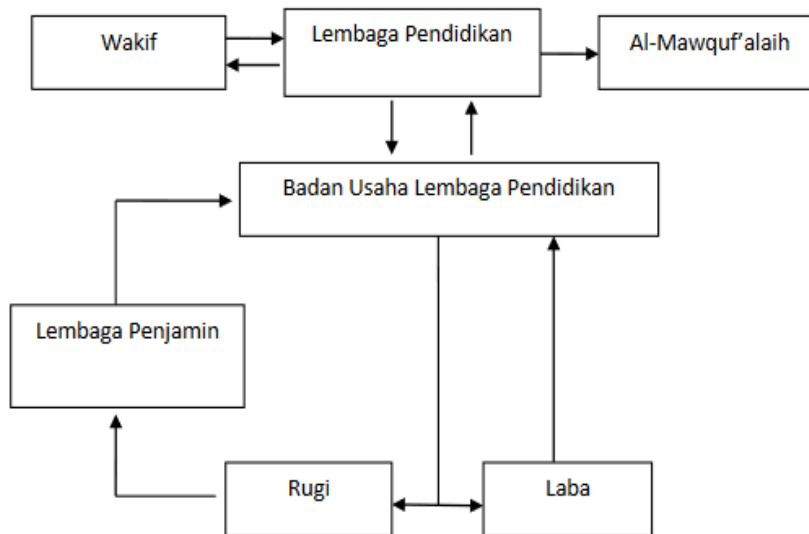 Wakif
Lembaga Pendidikan
Al-Mawquf’alaih
Badan Usaha Lembaga Pendidikan
Lembaga Penjamin
Rugi
Laba